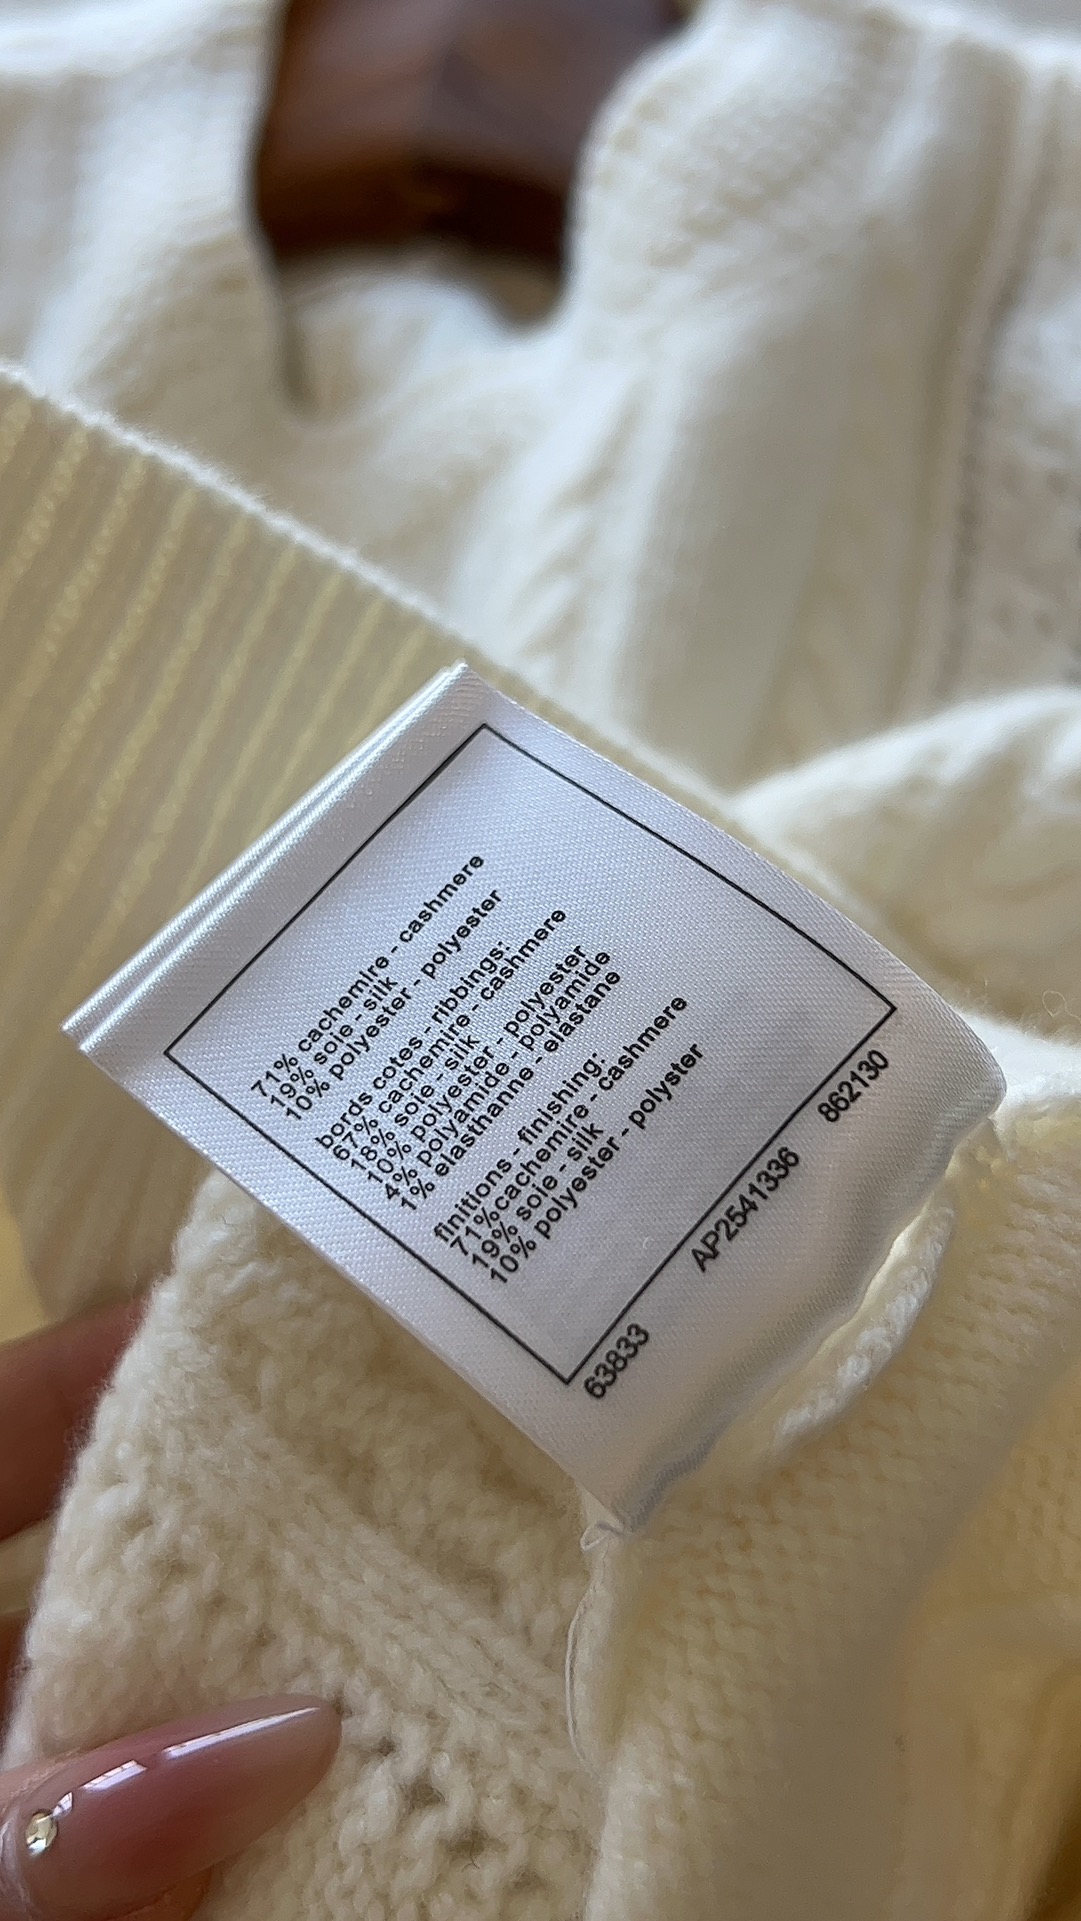 71% cachemire - cashmere
19% soie - silk
10% polyester - polyester
bords cotes - ribbings:
67% cachemire - cashmere
18% soie - silk
10% polyester - polyester
4% polyamide - polyamide
1% elasthanne - elastane
finitions - finishing:
71%cachemire - cashmere
19% soie - silk
10% polyester - polyster
63833 AP2541336 862130